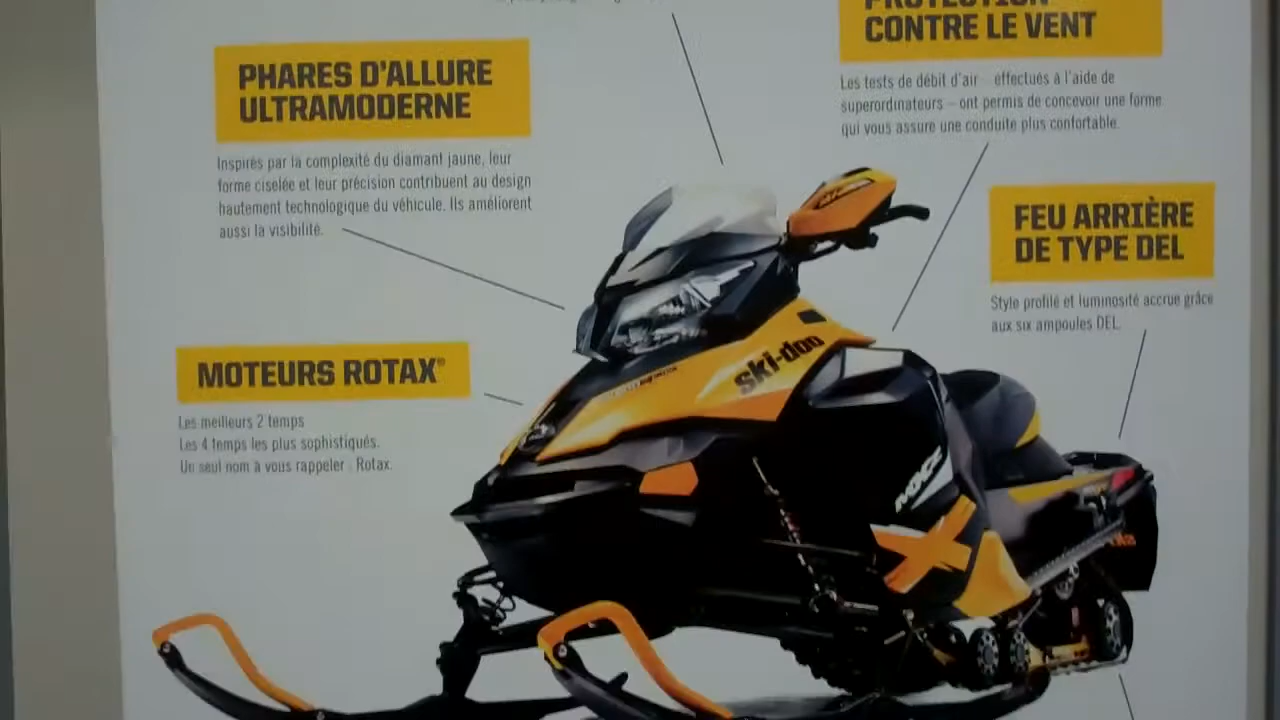 PROTECTION
CONTRE LE VENT
Les tests de débit d'air – effectués à l'aide de
superordinateurs – ont permis de concevoir une forme
qui vous assure une conduite plus confortable.
PHARES D'ALLURE
ULTRAMODERNE
Inspirés par la complexité du diamant jaune, leur
forme ciselée et leur précision contribuent au design
hautement technologique du véhicule. Ils améliorent
aussi la visibilité.
FEU ARRIÈRE
DE TYPE DEL
Style profilé et luminosité accrue grâce
aux six ampoules DEL.
MOTEURS ROTAX®
Les meilleurs 2 temps
Les 4 temps les plus sophistiqués.
Un seul nom à vous rappeler : Rotax.
ski-doo
MXZ
X